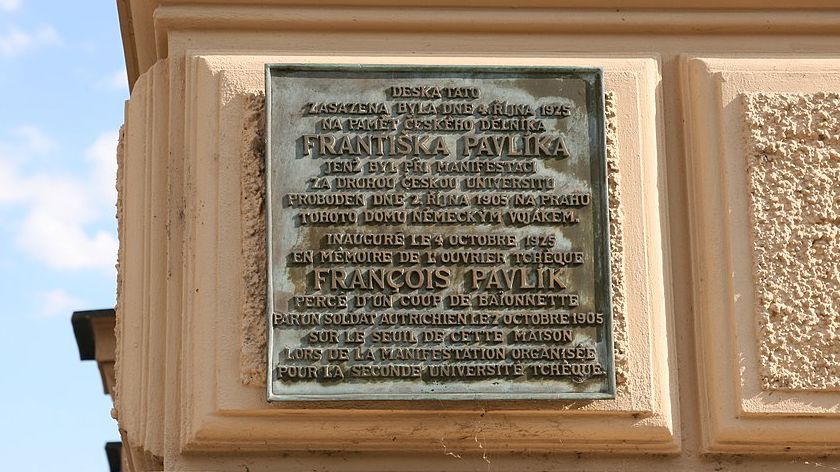 DESKA TATO
ZASAZENA BYLA DNE 4. ŘÍJNA 1925
NA PAMĚŤ ČESKÉHO DĚLNÍKA
FRANTIŠKA PAVLÍKA
JENŽ BYL PŘI MANIFESTACI
ZA DRUHOU ČESKOU UNIVERSITU
PROBODEN DNE 2. ŘÍJNA 1905 NA PRAHU
TOHOTO DOMU NĚMECKÝM VOJÁKEM.
INAUGURÉ LE 4 OCTOBRE 1925
EN MÉMOIRE DE L'OUVRIER TCHÈQUE
FRANÇOIS PAVLÍK
PERCÉ D'UN COUP DE BAÏONNETTE
PAR UN SOLDAT AUTRICHIEN LE 2 OCTOBRE 1905
SUR LE SEUIL DE CETTE MAISON
LORS DE LA MANIFESTATION ORGANISÉE
POUR LA SECONDE UNIVERSITÉ TCHÈQUE.